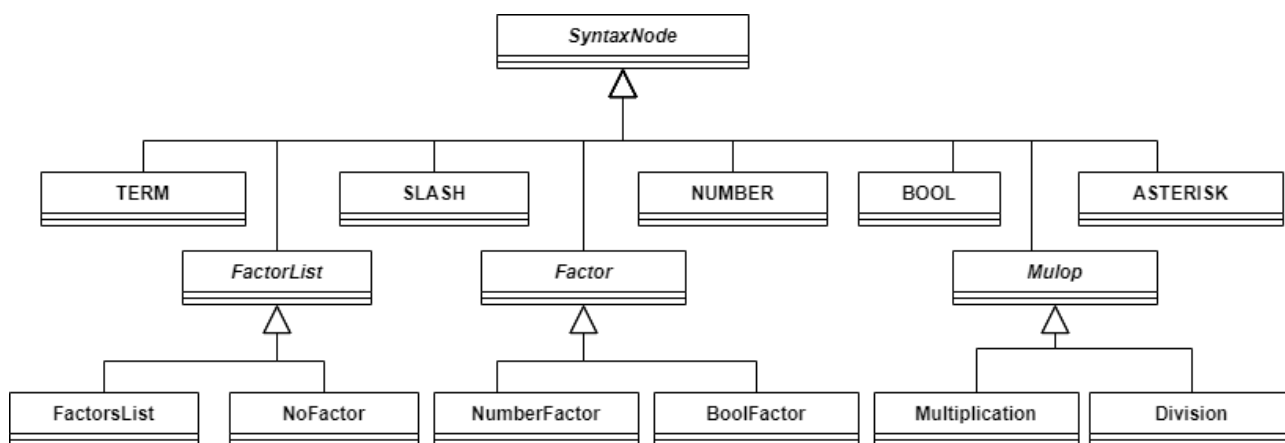 SyntaxNode
TERM SLASH NUMBER BOOL ASTERISK
FactorList Factor Mulop
FactorsList NoFactor NumberFactor BoolFactor Multiplication Division